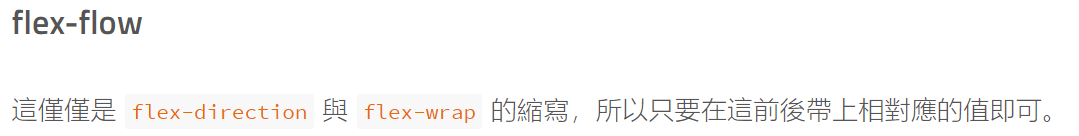 flex-flow
這僅僅是 flex-direction 與 flex-wrap 的縮寫，所以只要在這前後帶上相對應的值即可。